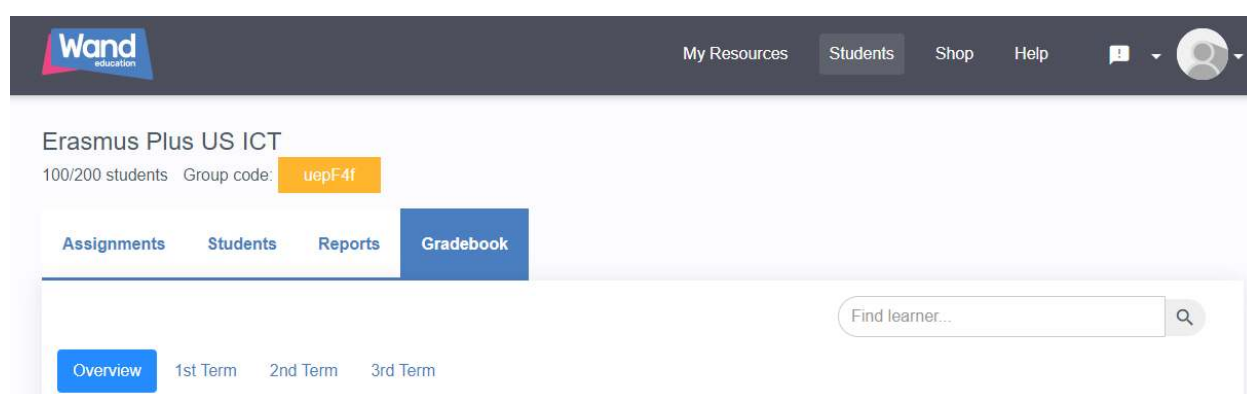 Wand
education
My Resources Students Shop Help
Erasmus Plus US ICT
100/200 students Group code: uepF4f
Assignments Students Reports Gradebook
Find learner...
Overview 1st Term 2nd Term 3rd Term